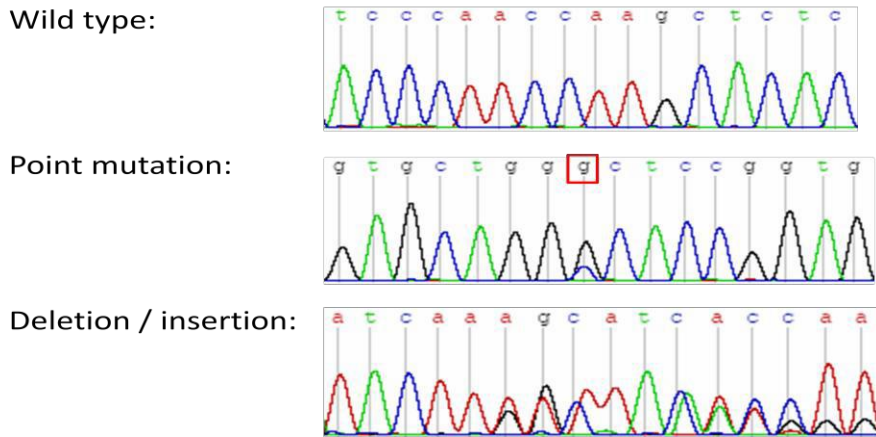 Wild type:
t c c c a a c c a a g c t c t c
Point mutation:
g t g c t g g g c t c c g g t g
Deletion / insertion:
a t c a a a g c a t c a c c a a